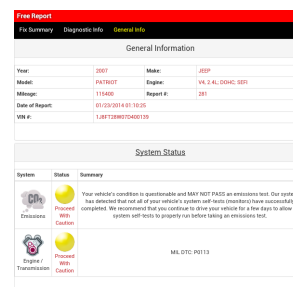 Free Report
Fix Summary Diagnostic Info General Info
General Information
Year: 2007 Make: JEEP
Model: PATRIOT Engine: V4, 2.4L; DOHC; SEFI
Mileage: 115400 Report #: 281
Date of Report: 01/23/2014 01:10:25
VIN #: 1J8FT28W07D400139
System Status
System Status Summary
Your vehicle's condition is questionable and MAY NOT PASS an emissions test. Our syste
has detected that not all of your vehicle's system self-tests (monitors) have successfully
completed. We recommend that you continue to drive your vehicle for a few days to allow
system self-tests to properly run before taking an emissions test.
Emissions
Proceed
With
Caution
Engine /
Transmission
Proceed
With
Caution
MIL DTC: P0113